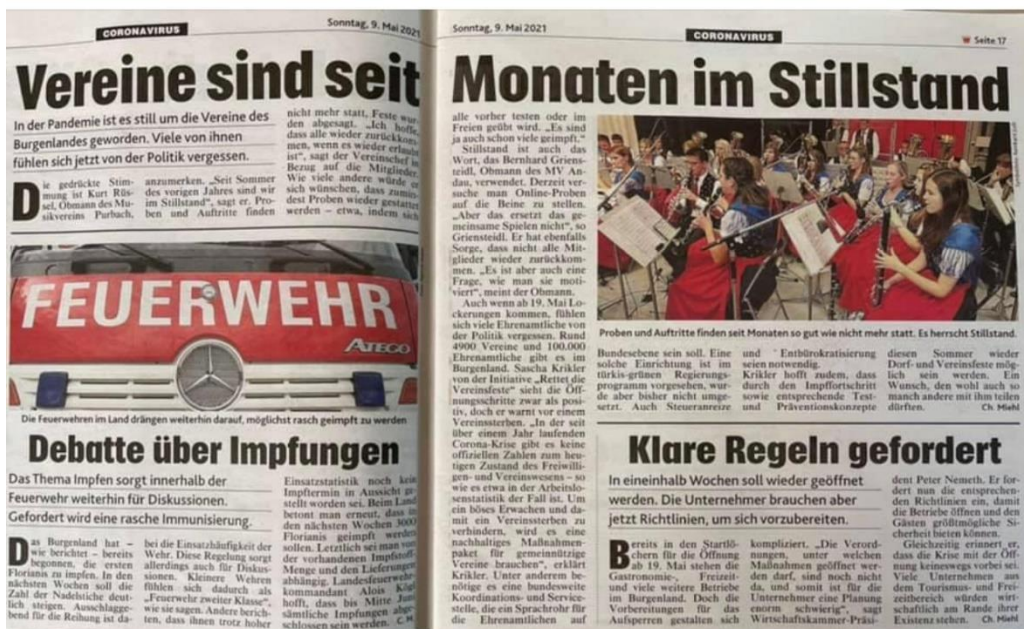 CORONAVIRUS
Sonntag, 9. Mai 2021
Vereine sind seit
In der Pandemie ist es still um die Vereine des
Burgenlandes geworden. Viele von ihnen
fühlen sich jetzt von der Politik vergessen.
Die gedrückte Stim-
mung ist Kurt Rüs-
sel, Obmann des Mu-
sikvereins Purbach,
anzumerken. „Seit Sommer
des vorigen Jahres sind wir
im Stillstand", sagt er. Pro-
ben und Auftritte finden
nicht mehr statt, Feste wur-
den abgesagt. „Ich hoffe,
dass alle wieder zurückkom-
men, wenn es wieder erlaubt
ist", sagt der Vereinschef in
Bezug auf die Mitglieder.
Wie viele andere würde er
sich wünschen, dass zumin-
dest Proben wieder gestattet
werden – etwa, indem sich
FEUERWEHR
ATEGO
Die Feuerwehren im Land drängen weiterhin darauf, möglichst rasch geimpft zu werden
Debatte über Impfungen
Das Thema Impfen sorgt innerhalb der
Feuerwehr weiterhin für Diskussionen.
Gefordert wird eine rasche Immunisierung.
Das Burgenland hat –
wie berichtet – bereits
begonnen, die ersten
Florianis zu impfen. In den
nächsten Wochen soll die
Zahl der Nadelstiche deut-
lich steigen. Ausschlagge-
bend für die Reihung ist da-
bei die Einsatzhäufigkeit der
Wehr. Diese Regelung sorgt
allerdings auch für Diskus-
sionen. Kleinere Wehren
fühlen sich dadurch als
„Feuerwehr zweiter Klasse",
wie sie sagen. Andere berich-
ten, dass ihnen trotz hoher
Einsatzstatistik noch kein
Impftermin in Aussicht ge-
stellt worden sei. Beim Land
betont man erneut, dass in
den nächsten Wochen 3000
Florianis geimpft werden
sollen. Letztlich sei man von
der vorhandenen Impfstoff-
Menge und den Lieferungen
abhängig. Landesfeuerwehr-
kommandant Alois Kögl
hofft, dass bis Mitte Juni
sämtliche Impfungen abge-
schlossen sein werden. C. M.
Sonntag, 9. Mai 2021
CORONAVIRUS
Seite 17
Monaten im Stillstand
alle vorher testen oder im
Freien geübt wird. „Es sind
ja auch schon viele geimpft."
Stillstand ist auch das
Wort, das Bernhard Griens-
teidl, Obmann des MV An-
dau, verwendet. Derzeit ver-
suche man Online-Proben
auf die Beine zu stellen.
„Aber das ersetzt das ge-
meinsame Spielen nicht", so
Griensteidl. Er hat ebenfalls
Sorge, dass nicht alle Mit-
glieder wieder zurückkom-
men. „Es ist aber auch eine
Frage, wie man sie moti-
viert", meint der Obmann.
Auch wenn ab 19. Mai Lo-
ckerungen kommen, fühlen
sich viele Ehrenamtliche von
der Politik vergessen. Rund
4900 Vereine und 100.000
Ehrenamtliche gibt es im
Burgenland. Sascha Krikler
von der Initiative „Rettet die
Vereinsfeste" sieht die Öff-
nungsschritte zwar als posi-
tiv, doch er warnt vor einem
Vereinssterben. „In der seit
über einem Jahr laufenden
Corona-Krise gibt es keine
offiziellen Zahlen zum heu-
tigen Zustand des Freiwilli-
gen- und Vereinswesens – so
wie es etwa in der Arbeitslo-
senstatistik der Fall ist. Um
ein böses Erwachen und da-
mit ein Vereinssterben zu
verhindern, wird es ein
nachhaltiges Maßnahmen-
paket für gemeinnützige
Vereine brauchen", erklärt
Krikler. Unter anderem be-
nötige es eine bundesweite
Koordinations- und Service-
stelle, die ein Sprachrohr für
die Ehrenamtlichen auf
Proben und Auftritte finden seit Monaten so gut wie nicht mehr statt. Es herrscht Stillstand.
Bundesebene sein soll. Eine
solche Einrichtung ist im
türkis-grünen Regierungs-
programm vorgesehen, wur-
de aber bisher nicht umge-
setzt. Auch Steueranreize
und Entbürokratisierung
seien notwendig.
Krikler hofft zudem, dass
durch den Impffortschritt
sowie entsprechende Test-
und Präventionskonzepte
diesen Sommer wieder
Dorf- und Vereinsfeste mög-
lich sein werden. Ein
Wunsch, den wohl auch so
manch andere mit ihm teilen
dürften. Ch. Miehl
Klare Regeln gefordert
In eineinhalb Wochen soll wieder geöffnet
werden. Die Unternehmer brauchen aber
jetzt Richtlinien, um sich vorzubereiten.
Bereits in den Startlö-
chern für die Öffnung
ab 19. Mai stehen die
Gastronomie-, Freizeit-
und viele weitere Betriebe
im Burgenland. Doch die
Vorbereitungen für das
Aufsperren gestalten sich
kompliziert. „Die Verord-
nungen, unter welchen
Maßnahmen geöffnet wer-
den darf, sind noch nicht
da, und somit ist für die
Unternehmer eine Planung
enorm schwierig", sagt
Wirtschaftskammer-Präsi-
dent Peter Nemeth. Er for-
dert nun die entsprechen-
den Richtlinien ein, damit
die Betriebe öffnen und den
Gästen größtmögliche Si-
cherheit bieten können.
Gleichzeitig erinnert er,
dass die Krise mit der Öff-
nung keineswegs vorbei sei.
Viele Unternehmen aus
dem Tourismus- und Frei-
zeitbereich würden wirt-
schaftlich am Rande ihrer
Existenz stehen. Ch. Miehl